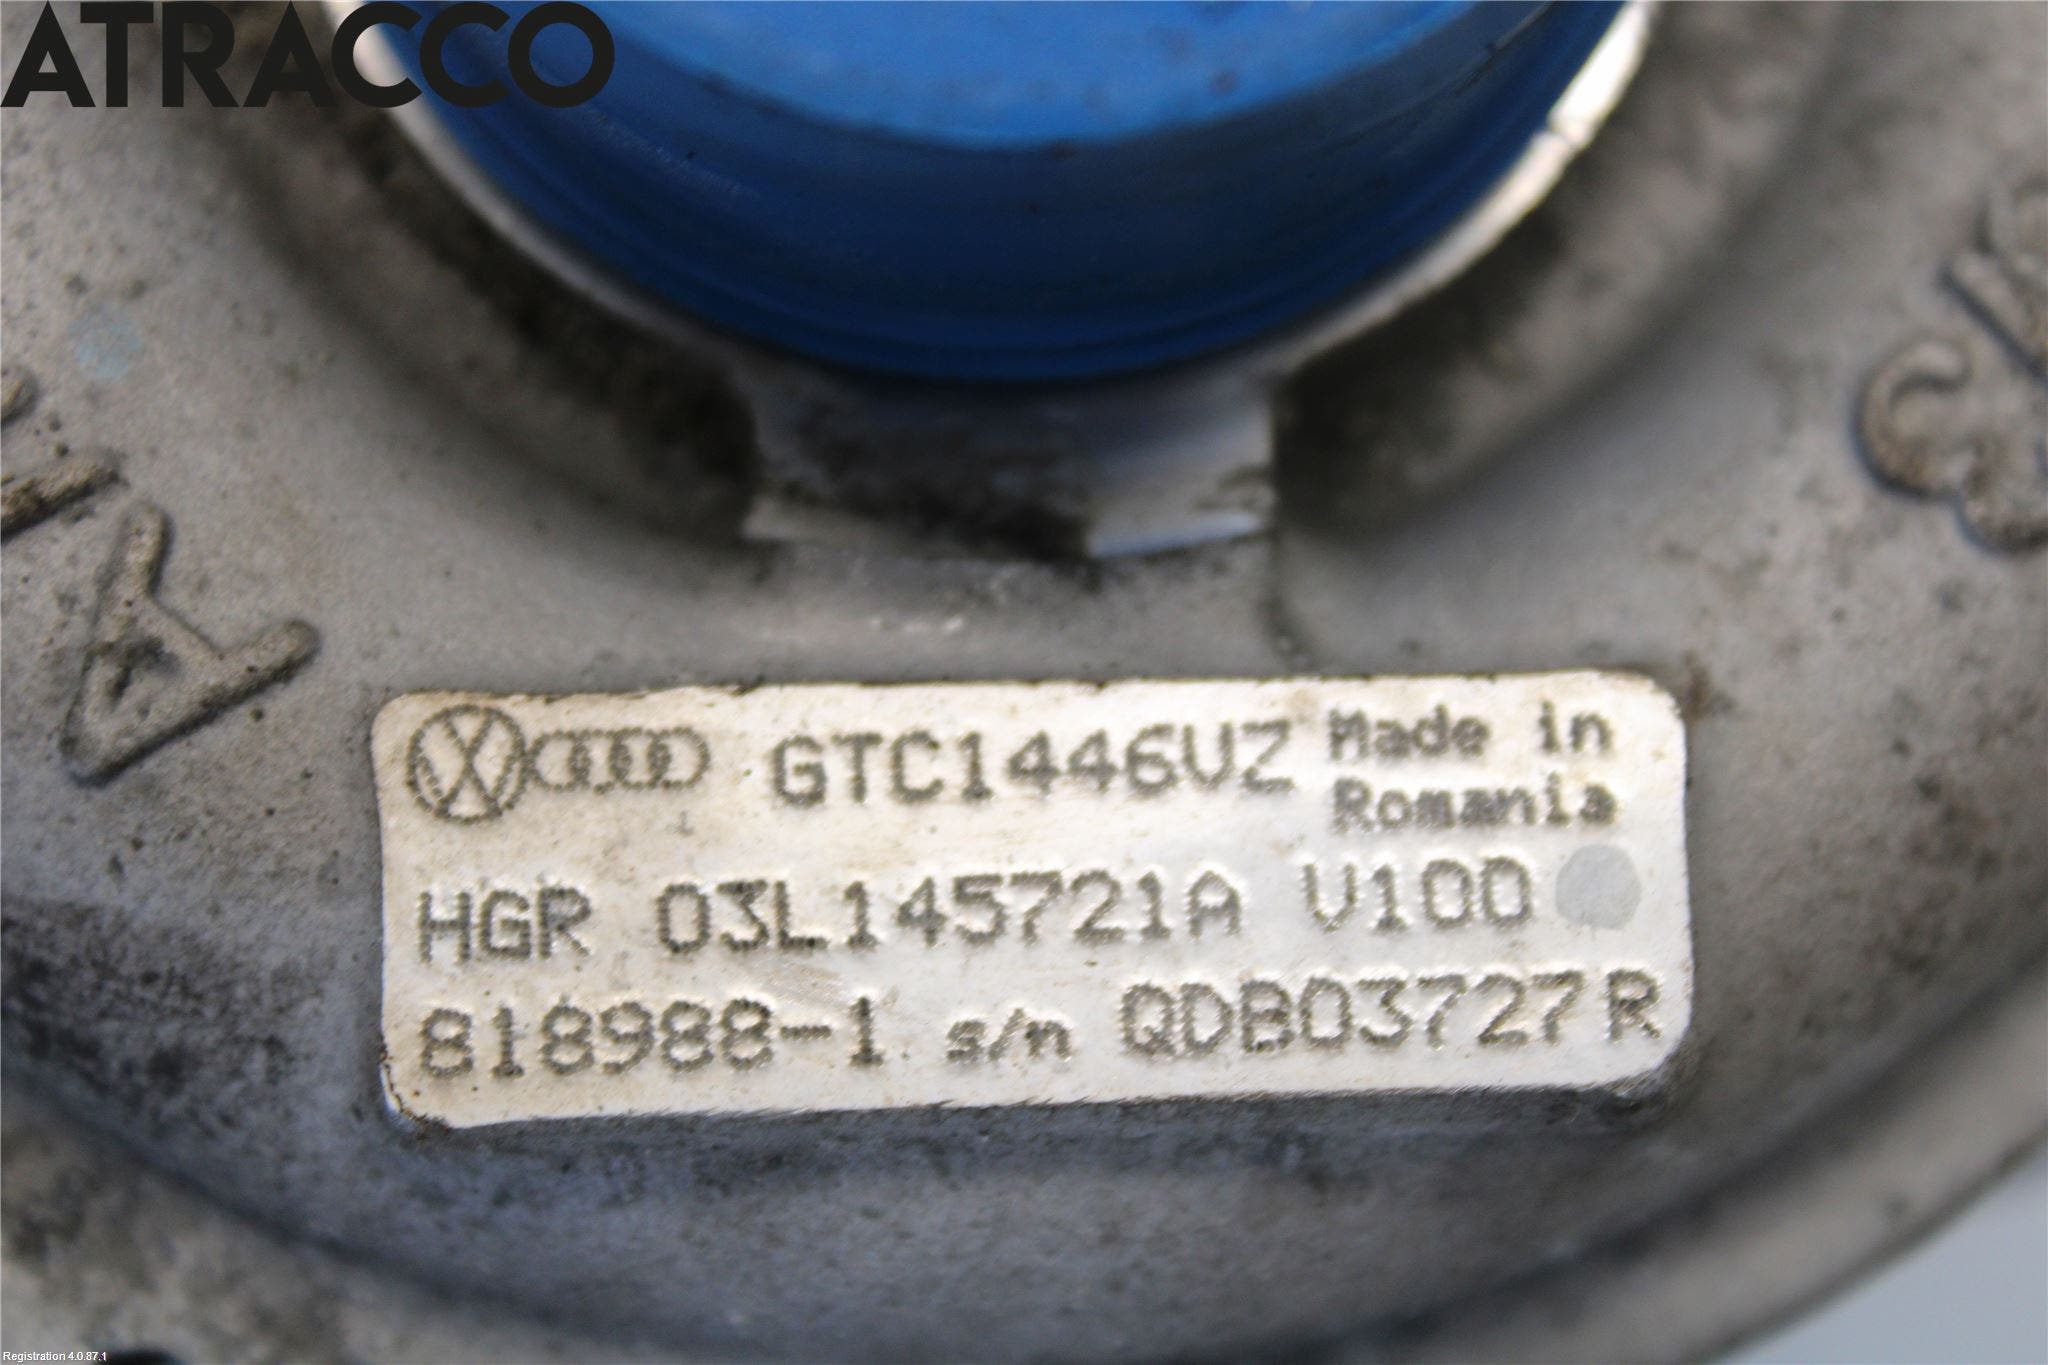 ATRACCO
GTC1446VZ Made in
Romania
HGR 03L145721A V100
818988-1 s/n QDB03727R
Registration 4.0.87.1